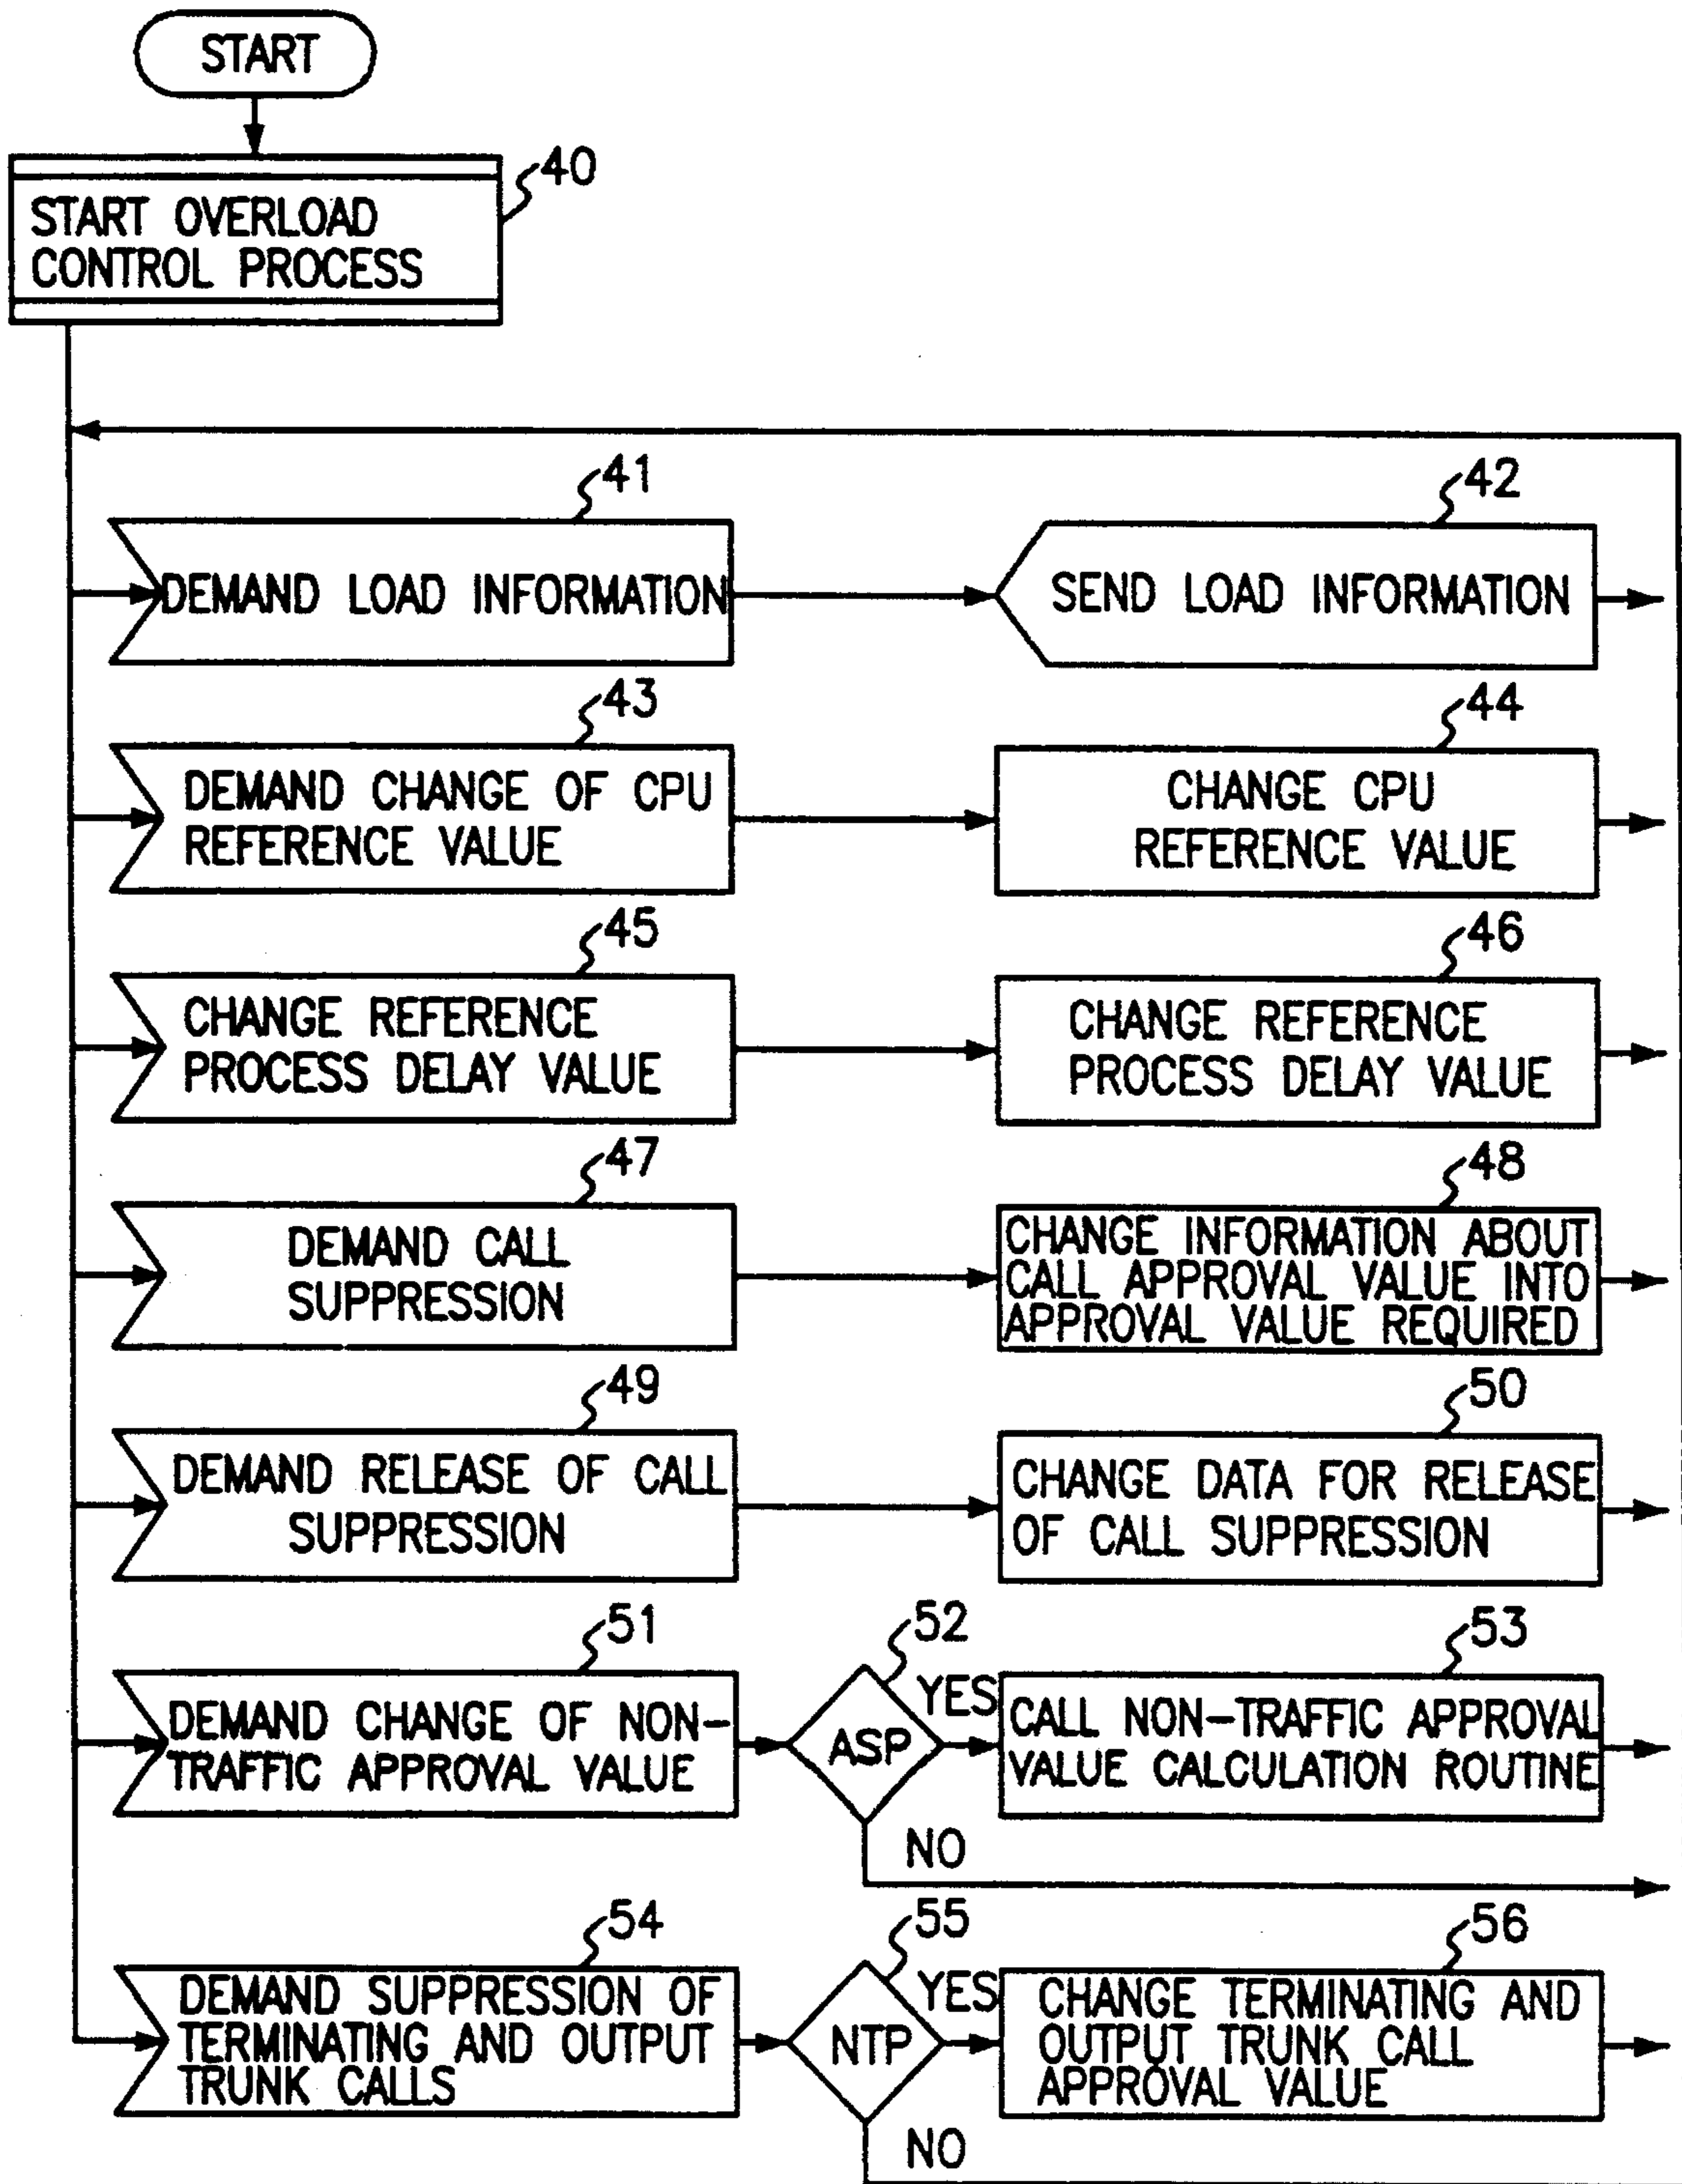 START
40
START OVERLOAD
CONTROL PROCESS
41
DEMAND LOAD INFORMATION
42
SEND LOAD INFORMATION
43
DEMAND CHANGE OF CPU
REFERENCE VALUE
44
CHANGE CPU
REFERENCE VALUE
45
CHANGE REFERENCE
PROCESS DELAY VALUE
46
CHANGE REFERENCE
PROCESS DELAY VALUE
47
DEMAND CALL
SUPPRESSION
48
CHANGE INFORMATION ABOUT
CALL APPROVAL VALUE INTO
APPROVAL VALUE REQUIRED
49
DEMAND RELEASE OF CALL
SUPPRESSION
50
CHANGE DATA FOR RELEASE
OF CALL SUPPRESSION
51
DEMAND CHANGE OF NON-
TRAFFIC APPROVAL VALUE
52
ASP
YES
NO
53
CALL NON-TRAFFIC APPROVAL
VALUE CALCULATION ROUTINE
54
DEMAND SUPPRESSION OF
TERMINATING AND OUTPUT
TRUNK CALLS
55
NTP
YES
NO
56
CHANGE TERMINATING AND
OUTPUT TRUNK CALL
APPROVAL VALUE